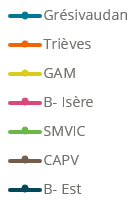 Grésivaudan
Trièves
GAM
B- Isère
SMVIC
CAPV
B- Est